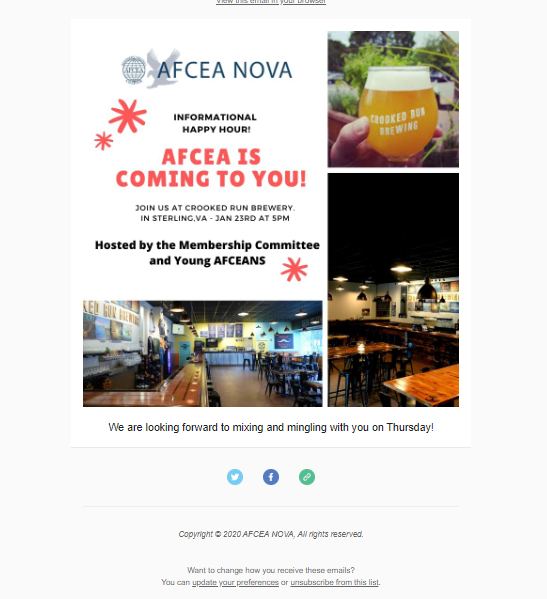 View this email in your browser
AFCEA
AFCEA NOVA
INFORMATIONAL
HAPPY HOUR!
AFCEA IS
COMING TO YOU!
JOIN US AT CROOKED RUN BREWERY.
IN STERLING,VA - JAN 23RD AT 5PM
Hosted by the Membership Committee
and Young AFCEANS
CROOKED RUN
BREWING
We are looking forward to mixing and mingling with you on Thursday!
Copyright © 2020 AFCEA NOVA, All rights reserved.
Want to change how you receive these emails?
You can update your preferences or unsubscribe from this list.